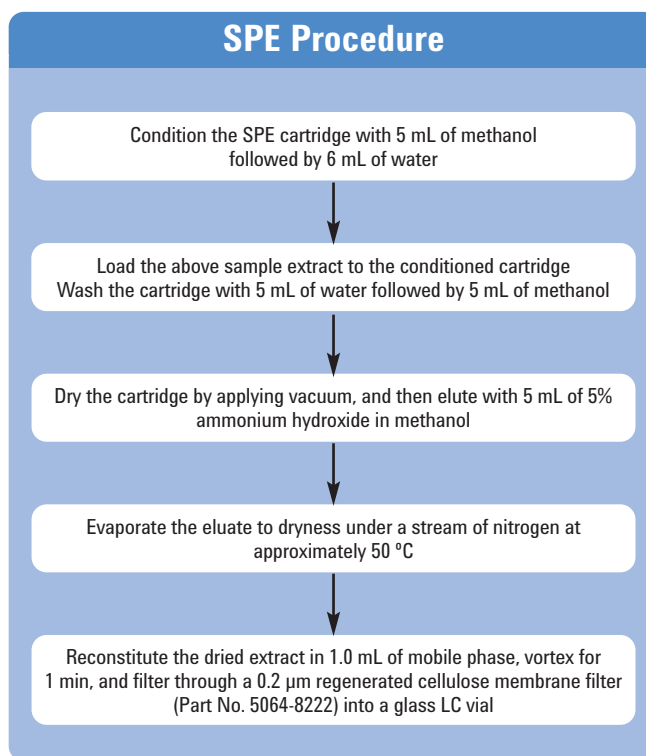 SPE Procedure
Condition the SPE cartridge with 5 mL of methanol
followed by 6 mL of water
Load the above sample extract to the conditioned cartridge
Wash the cartridge with 5 mL of water followed by 5 mL of methanol
Dry the cartridge by applying vacuum, and then elute with 5 mL of 5%
ammonium hydroxide in methanol
Evaporate the eluate to dryness under a stream of nitrogen at
approximately 50 ºC
Reconstitute the dried extract in 1.0 mL of mobile phase, vortex for
1 min, and filter through a 0.2 µm regenerated cellulose membrane filter
(Part No. 5064-8222) into a glass LC vial